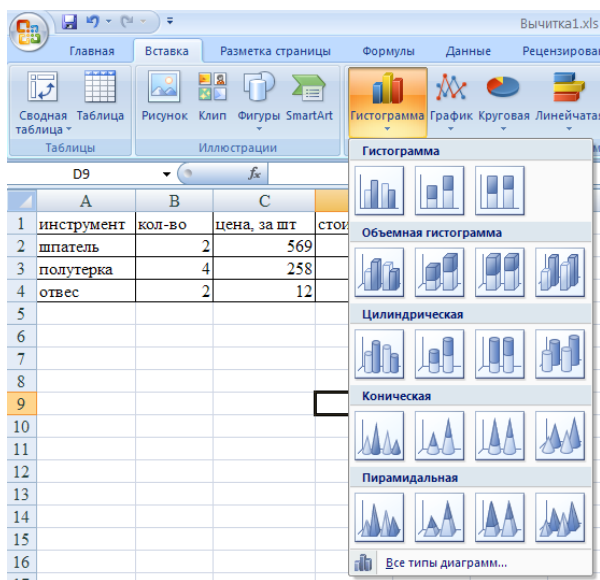 Вычитка1.xls
Главная Вставка Разметка страницы Формулы Данные Рецензирова
Сводная таблица Таблица Рисунок Клип Фигуры SmartArt Гистограмма График Круговая Линейчата
Таблицы Иллюстрации
D9 fx
A B C
1 инструмент кол-во цена, за шт стои
2 шпатель 2 569
3 полутерка 4 258
4 отвес 2 12
5
6
7
8
9
10
11
12
13
14
15
16
Гистограмма
Объемная гистограмма
Цилиндрическая
Коническая
Пирамидальная
Все типы диаграмм...